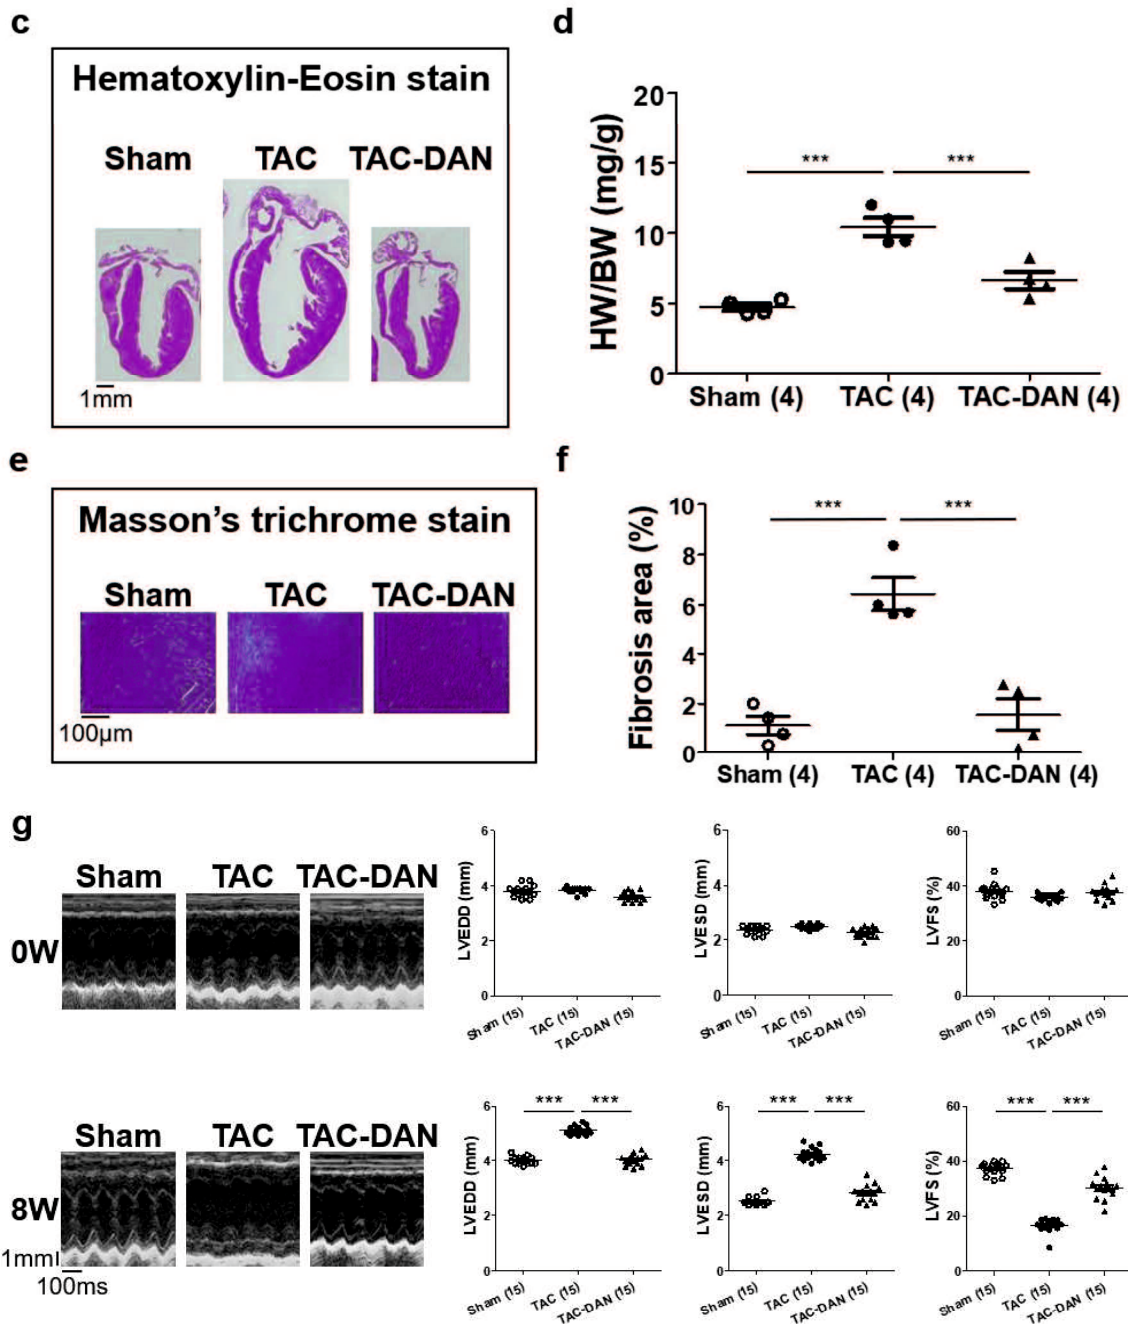 c
Hematoxylin-Eosin stain
Sham TAC TAC-DAN
1mm
d
HW/BW (mg/g)
20
15
10
5
0
*** ***
Sham (4) TAC (4) TAC-DAN (4)
e
Masson's trichrome stain
Sham TAC TAC-DAN
100µm
f
Fibrosis area (%)
10
8
6
4
2
0
*** ***
Sham (4) TAC (4) TAC-DAN (4)
g
Sham TAC TAC-DAN
0W
LVEDD (mm)
6
4
2
0
Sham (15) TAC (15) TAC-DAN (15)
LVESD (mm)
6
4
2
0
Sham (15) TAC (15) TAC-DAN (15)
LVFS (%)
60
40
20
0
Sham (15) TAC (15) TAC-DAN (15)
Sham TAC TAC-DAN
8W
1mm
100ms
LVEDD (mm)
6
4
2
0
*** ***
Sham (15) TAC (15) TAC-DAN (15)
LVESD (mm)
6
4
2
0
*** ***
Sham (15) TAC (15) TAC-DAN (15)
LVFS (%)
60
40
20
0
*** ***
Sham (15) TAC (15) TAC-DAN (15)